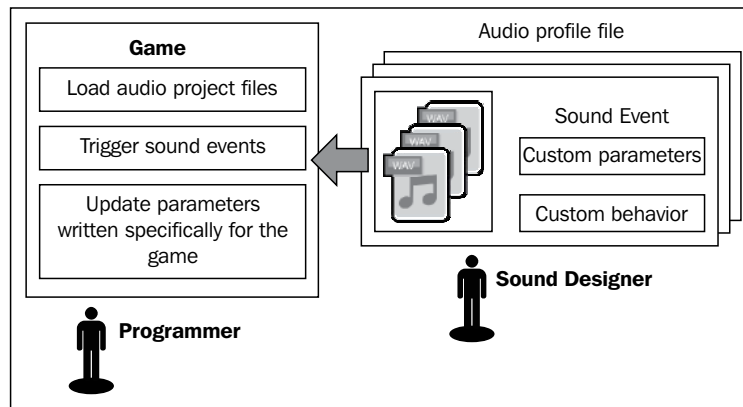 Game
Load audio project files
Trigger sound events
Update parameters
written specifically for the
game
Programmer
Audio profile file
WAV
WAV
WAV
Sound Event
Custom parameters
Custom behavior
Sound Designer